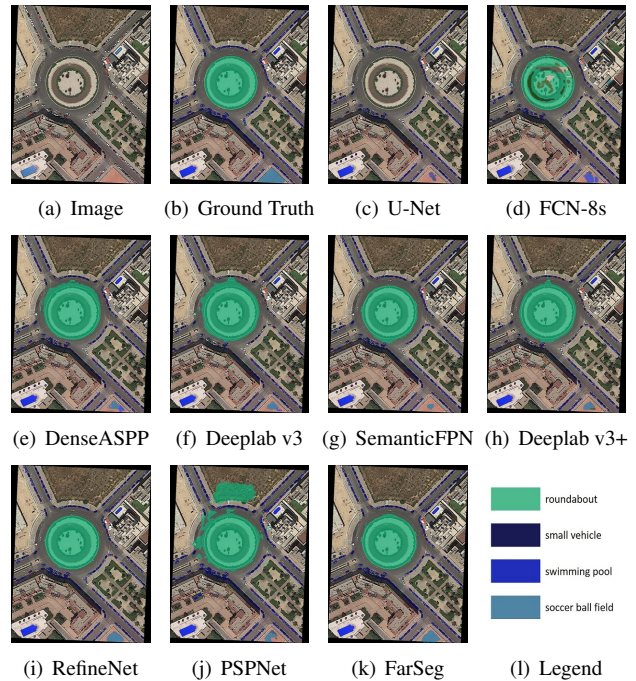 (a) Image
(b) Ground Truth
(c) U-Net
(d) FCN-8s
(e) DenseASPP
(f) Deeplab v3
(g) SemanticFPN
(h) Deeplab v3+
roundabout
small vehicle
swimming pool
soccer ball field
(i) RefineNet
(j) PSPNet
(k) FarSeg
(l) Legend